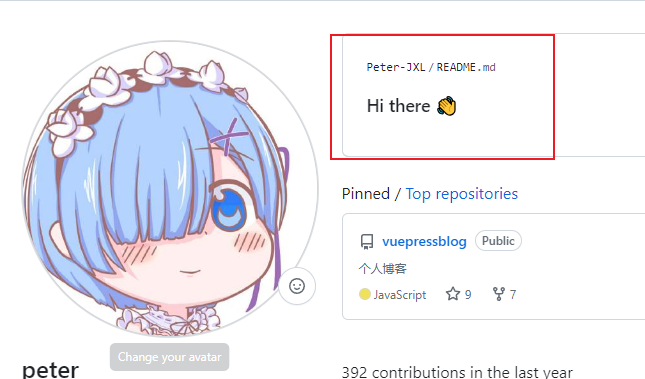 Peter-JXL / README.md
Hi there 👋
Pinned / Top repositories
vuepressblog Public
个人博客
JavaScript 9 7
Change your avatar
peter
392 contributions in the last year